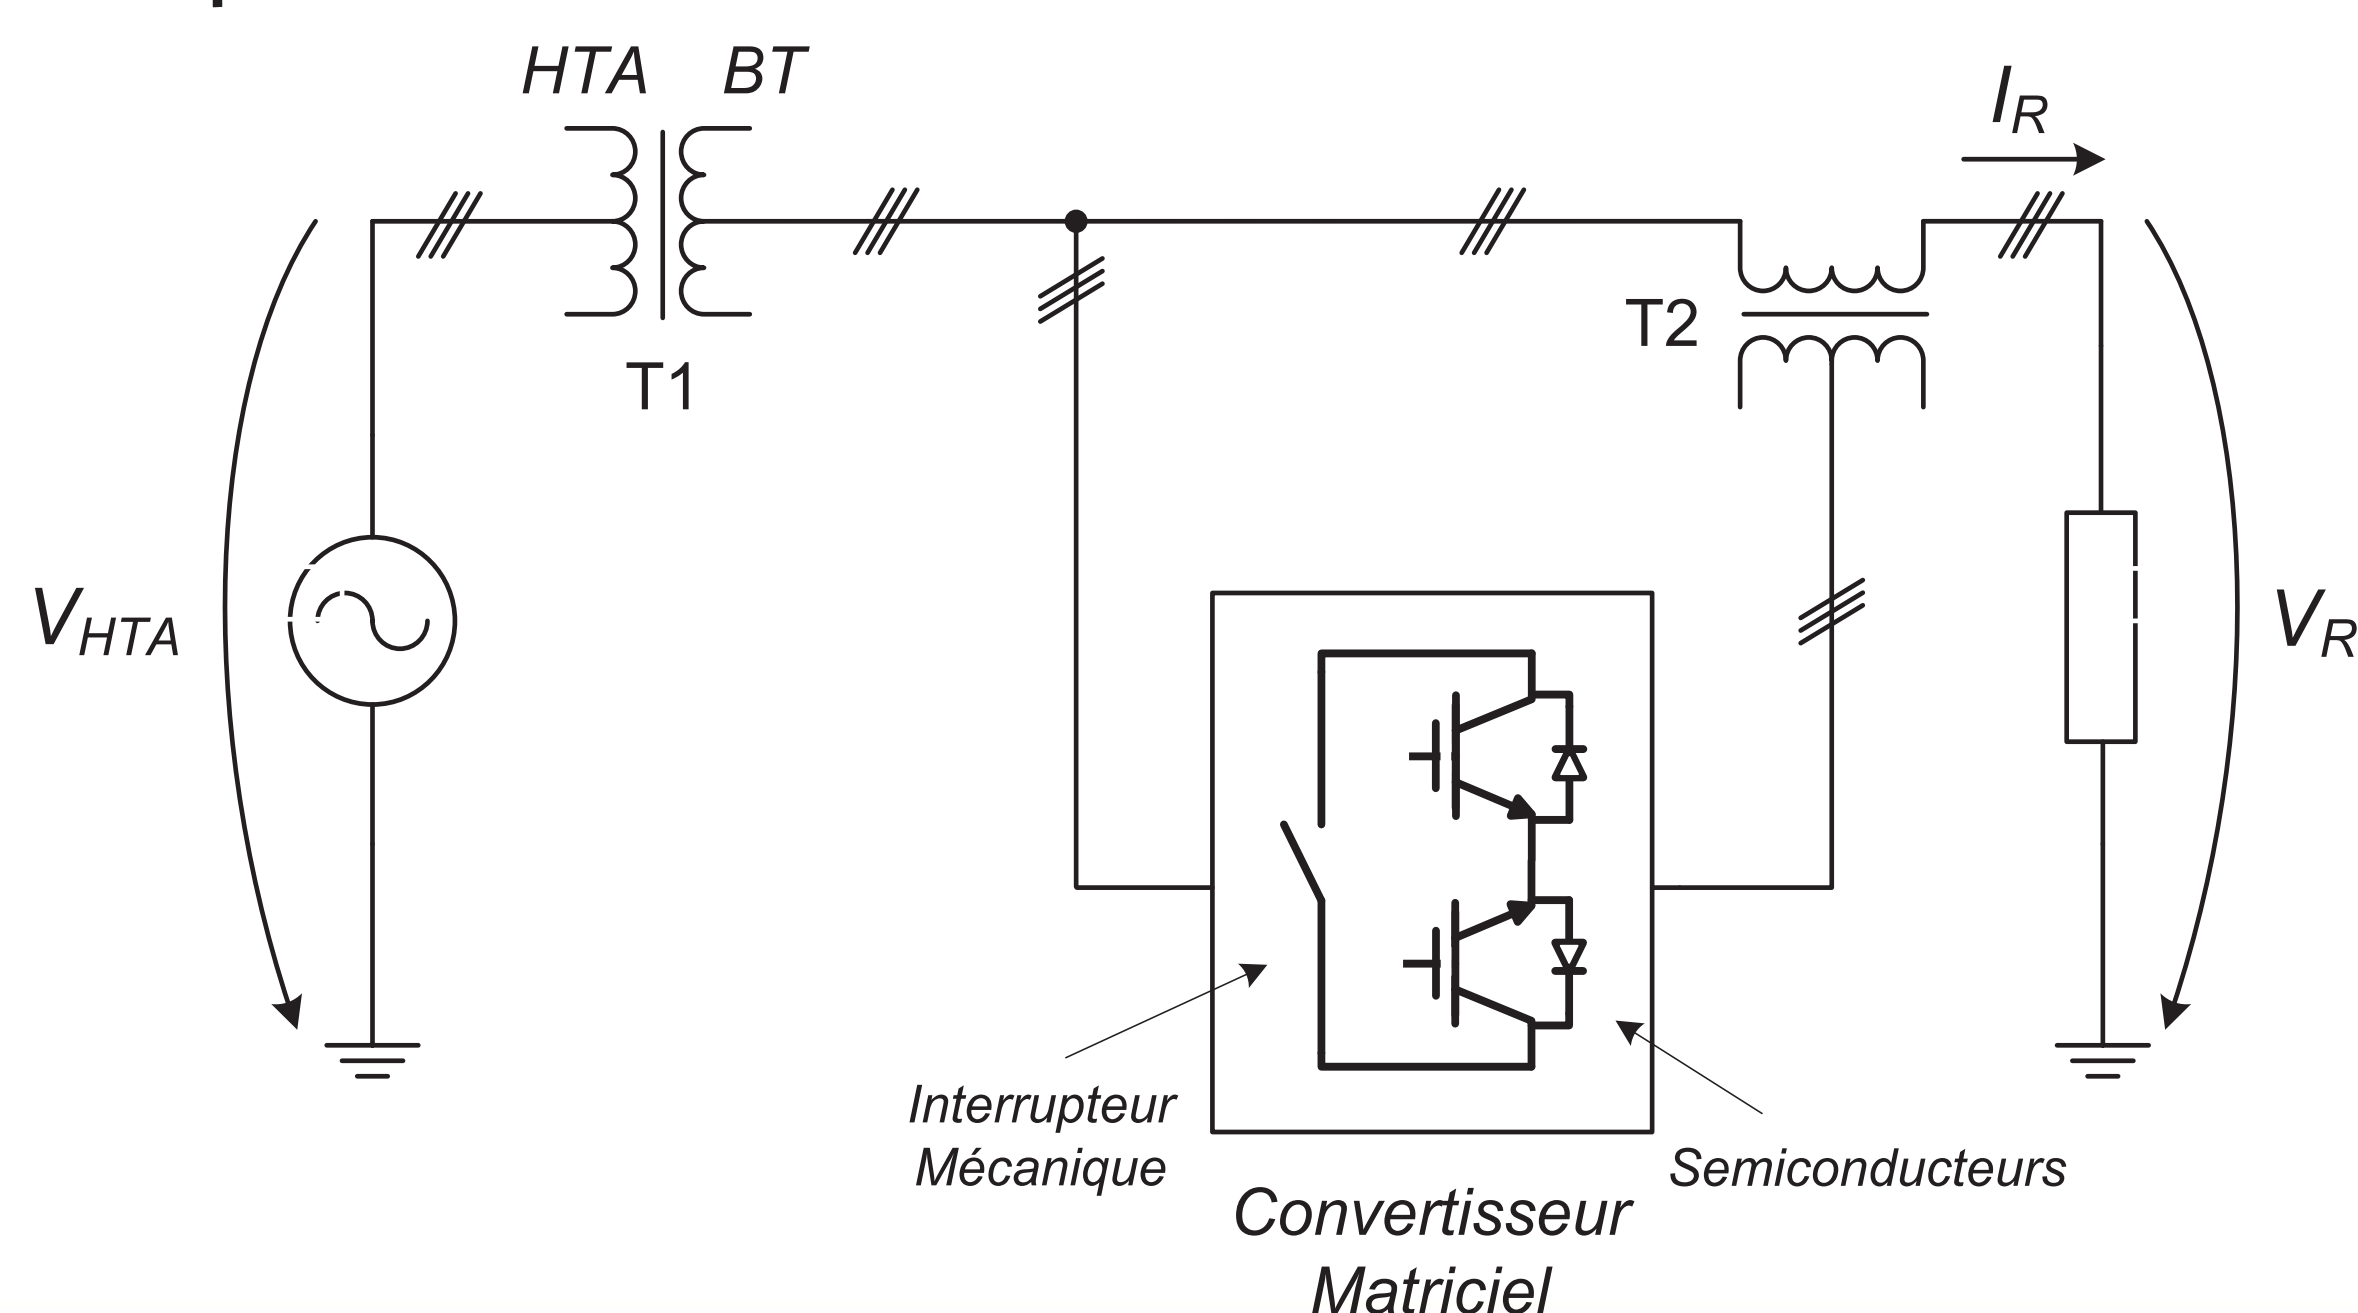 HTA BT
T1
I_R
T2
V_HTA
V_R
Interrupteur
Mécanique
Semiconducteurs
Convertisseur
Matriciel